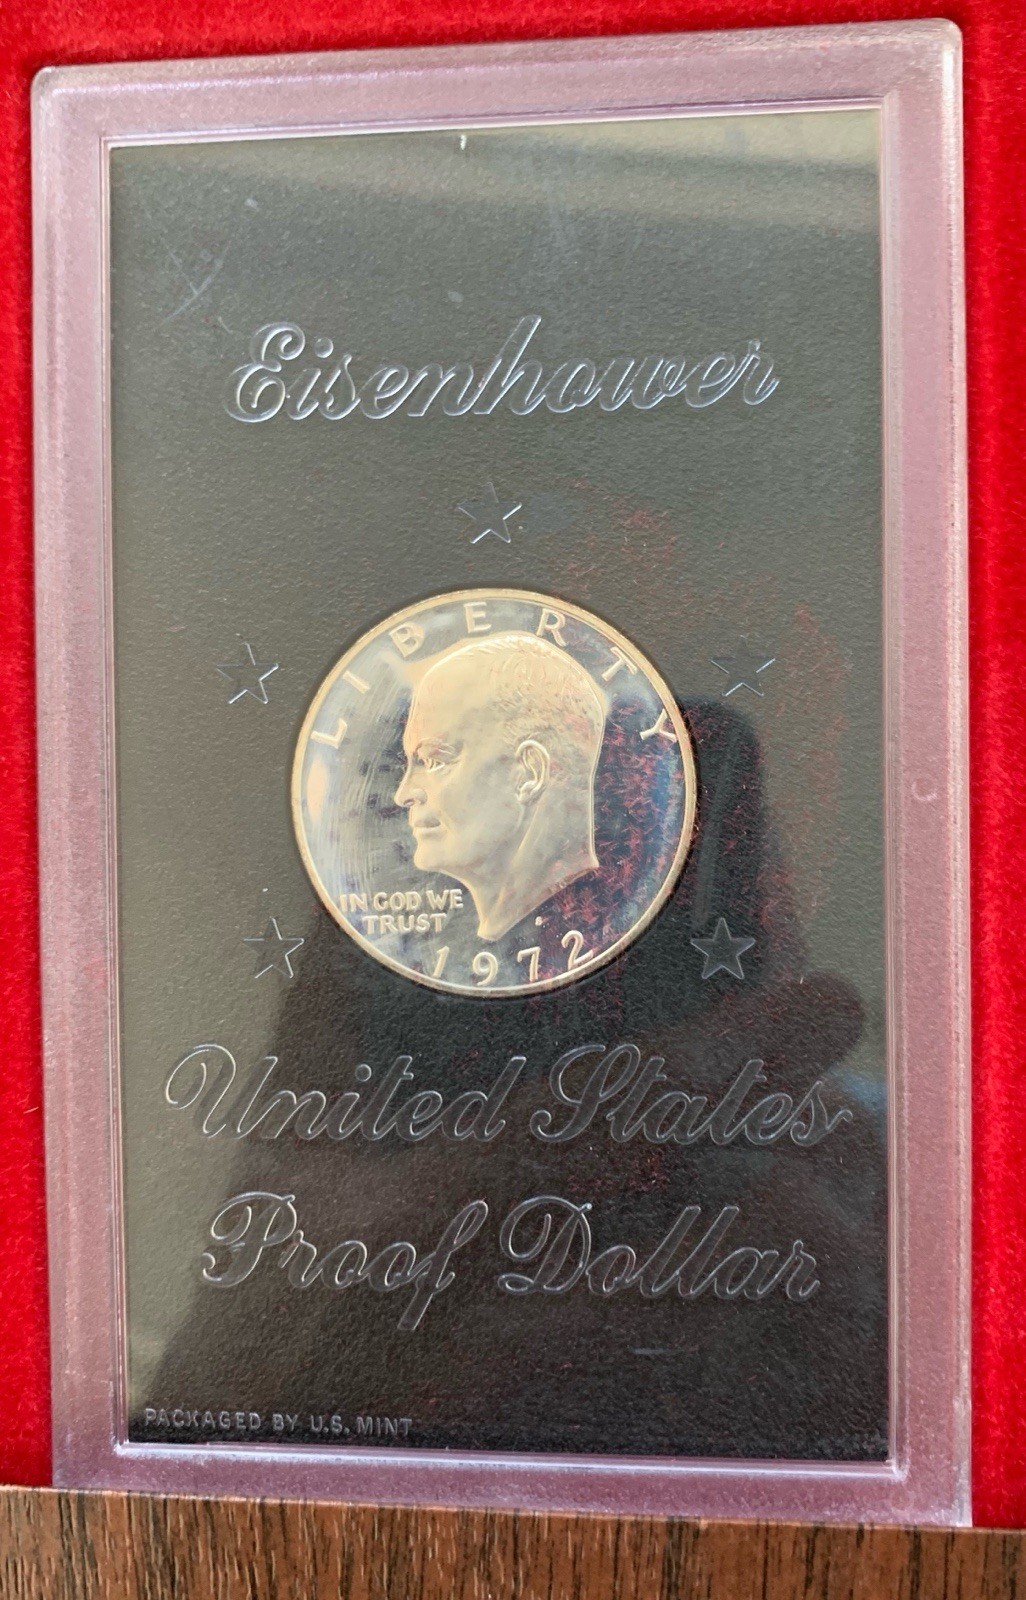 Eisenhower
LIBERTY
IN GOD WE
TRUST
1972
United States
Proof Dollar
PACKAGED BY U.S. MINT